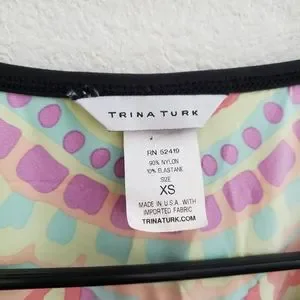 TRINA TURK
RN 52419
90% NYLON
10% ELASTANE
SIZE
XS
MADE IN U.S.A. WITH
IMPORTED FABRIC
TRINATURK.COM